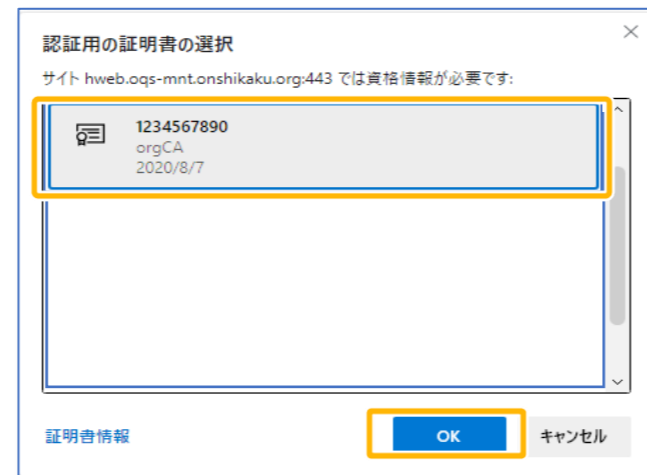 認証用の証明書の選択
サイト hweb.oqs-mnt.onshikaku.org:443 では資格情報が必要です:
1234567890
orgCA
2020/8/7
証明書情報
OK
キャンセル